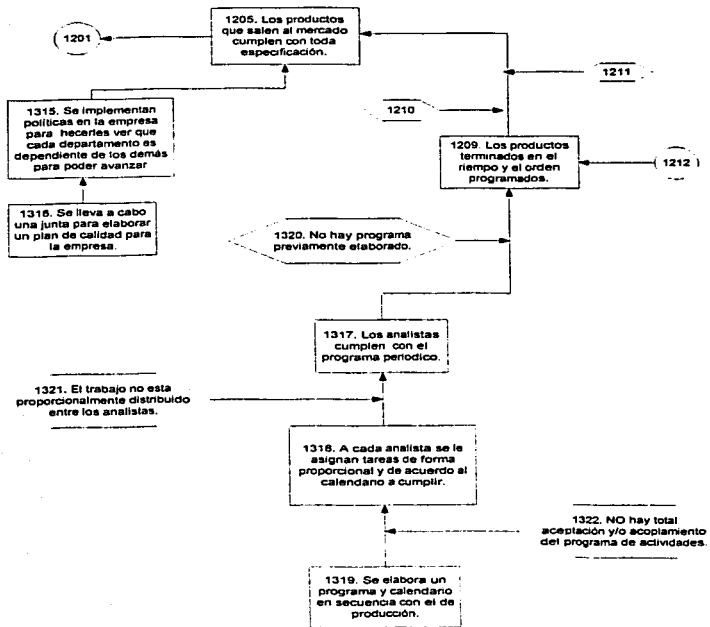 1201
1205. Los productos
que salen al mercado
cumplen con toda
especificación.
1211
1210
1315. Se implementan
políticas en la empresa
para hecerles ver que
cada departamento es
dependiente de los demás
para poder avanzar
1209. Los productos
terminados en el
riempo y el orden
programados.
1212
1316. Se lleva a cabo
una junta para elaborar
un plan de calidad para
la empresa.
1320. No hay programa
previamente elaborado.
1317. Los analistas
cumplen con el
programa periodico.
1321. El trabajo no esta
proporcionalmente distribuido
entre los analistas.
1318. A cada analista se le
asignan tareas de forma
proporcional y de acuerdo al
calendario a cumplir.
1322. NO hay total
aceptación y/o acoplamiento
del programa de actividades.
1319. Se elabora un
programa y calendario
en secuencia con el de
producción.